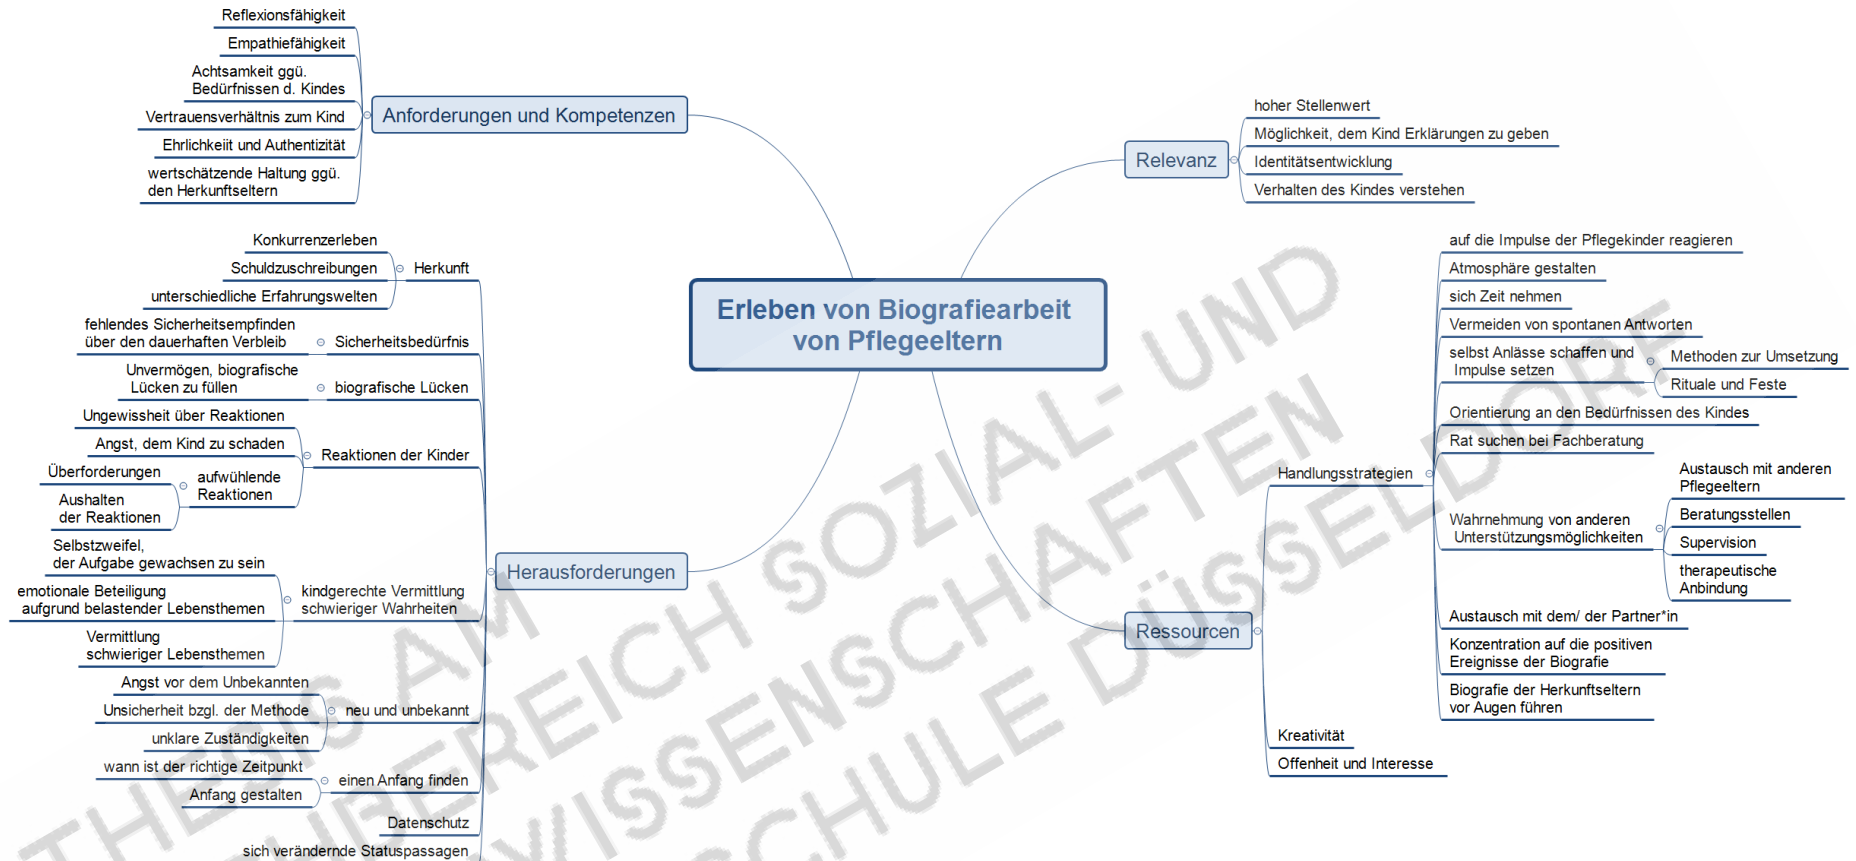 Erleben von Biografiearbeit
von Pflegeeltern
Anforderungen und Kompetenzen
Reflexionsfähigkeit
Empathiefähigkeit
Achtsamkeit ggü.
Bedürfnissen d. Kindes
Vertrauensverhältnis zum Kind
Ehrlichkeiit und Authentizität
wertschätzende Haltung ggü.
den Herkunftseltern
Relevanz
hoher Stellenwert
Möglichkeit, dem Kind Erklärungen zu geben
Identitätsentwicklung
Verhalten des Kindes verstehen
Herausforderungen
Herkunft
Konkurrenzerleben
Schuldzuschreibungen
unterschiedliche Erfahrungswelten
Sicherheitsbedürfnis
fehlendes Sicherheitsempfinden
über den dauerhaften Verbleib
biografische Lücken
Unvermögen, biografische
Lücken zu füllen
Reaktionen der Kinder
Ungewissheit über Reaktionen
Angst, dem Kind zu schaden
aufwühlende
Reaktionen
Überforderungen
Aushalten
der Reaktionen
kindgerechte Vermittlung
schwieriger Wahrheiten
Selbstzweifel,
der Aufgabe gewachsen zu sein
emotionale Beteiligung
aufgrund belastender Lebensthemen
Vermittlung
schwieriger Lebensthemen
neu und unbekannt
Angst vor dem Unbekannten
Unsicherheit bzgl. der Methode
unklare Zuständigkeiten
einen Anfang finden
wann ist der richtige Zeitpunkt
Anfang gestalten
Datenschutz
sich verändernde Statuspassagen
Ressourcen
Handlungsstrategien
auf die Impulse der Pflegekinder reagieren
Atmosphäre gestalten
sich Zeit nehmen
Vermeiden von spontanen Antworten
selbst Anlässe schaffen und
Impulse setzen
Methoden zur Umsetzung
Rituale und Feste
Orientierung an den Bedürfnissen des Kindes
Rat suchen bei Fachberatung
Wahrnehmung von anderen
Unterstützungsmöglichkeiten
Austausch mit anderen
Pflegeeltern
Beratungsstellen
Supervision
therapeutische
Anbindung
Austausch mit dem/ der Partner*in
Konzentration auf die positiven
Ereignisse der Biografie
Biografie der Herkunftseltern
vor Augen führen
Kreativität
Offenheit und Interesse
THESIS AM
HBEREICH SOZIAL- UND
WISSENSCHAFTEN
SCHULE DÜSSELDORF